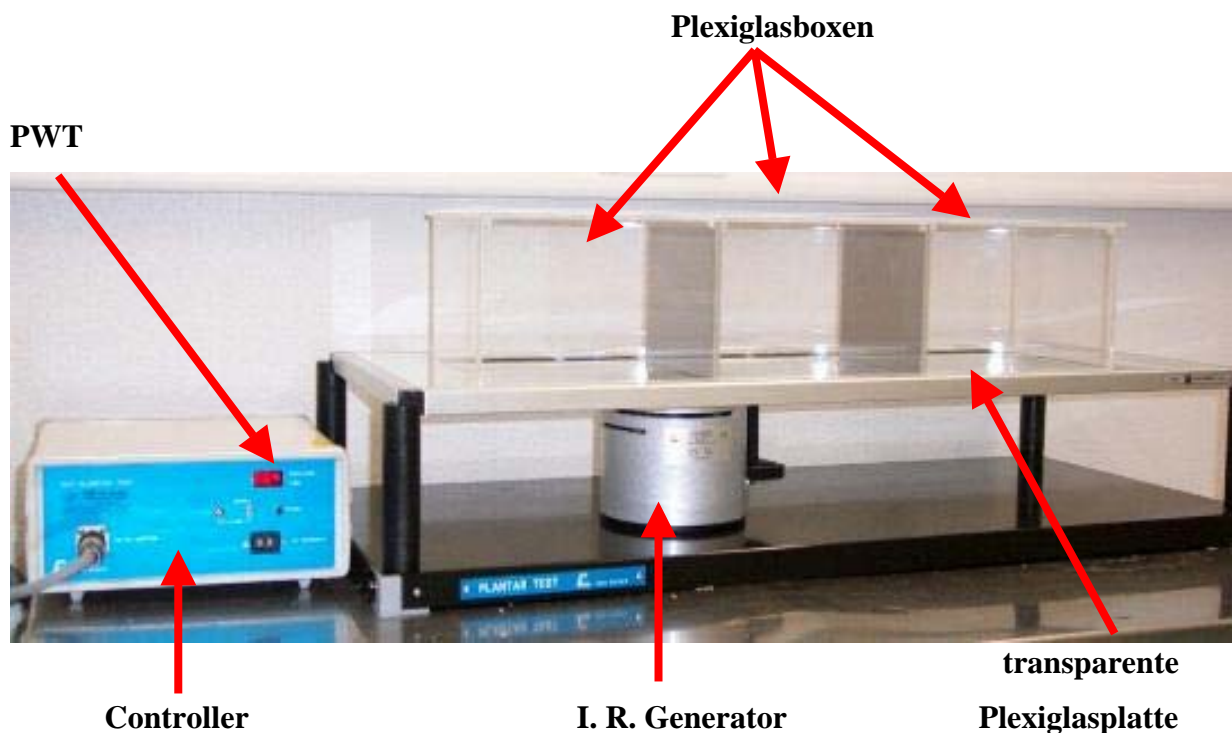 Plexiglasboxen
PWT
PLANTAR TEST
transparente
Controller
I. R. Generator
Plexiglasplatte